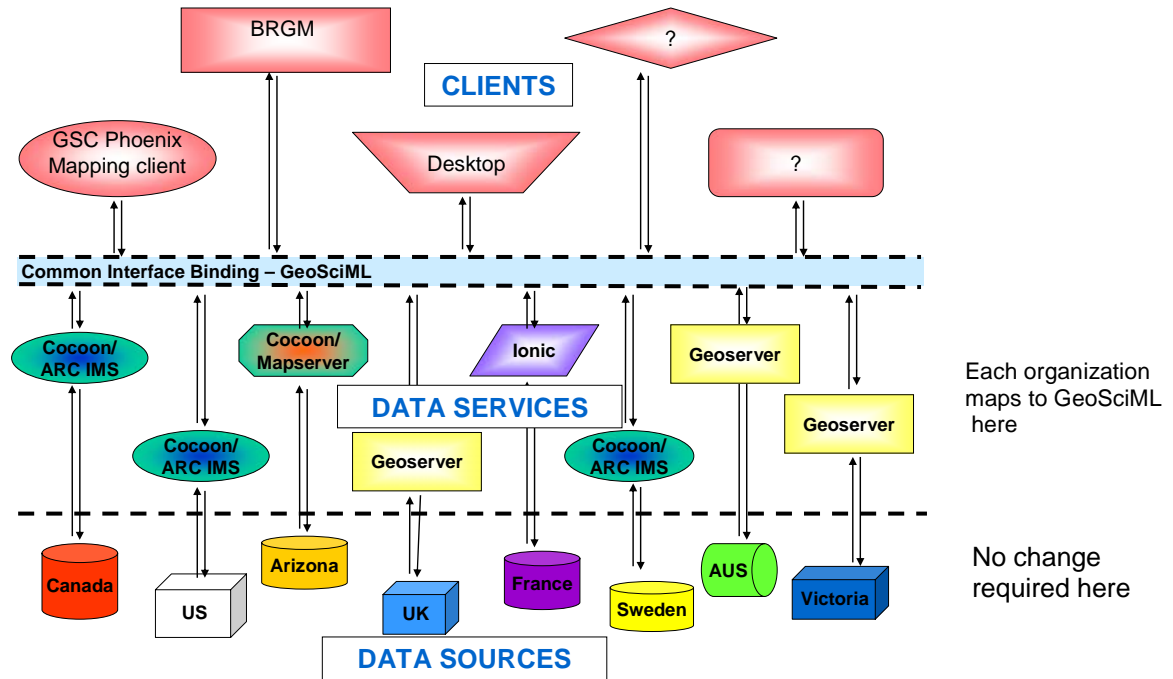 BRGM
?
CLIENTS
GSC Phoenix
Mapping client
Desktop
?
Common Interface Binding – GeoSciML
Cocoon/
ARC IMS
Cocoon/
Mapserver
Ionic
Geoserver
Each organization
maps to GeoSciML
here
DATA SERVICES
Geoserver
Cocoon/
ARC IMS
Geoserver
Cocoon/
ARC IMS
No change
required here
Canada
Arizona
France
AUS
US
UK
Sweden
Victoria
DATA SOURCES